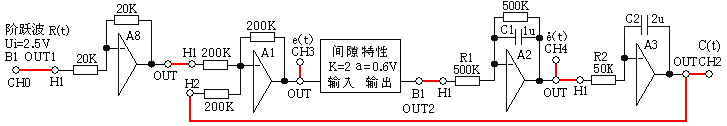 20K
500K
200K
C1 1u
C2 2u
阶跃波 R(t)
Ui=2.5V
B1 OUT1
A8
e(t)
CH3
间隙特性
K=2 a=0.6V
输入 输出
ė(t)
CH4
C(t)
CH2
20K
H1
200K
A1
R1
A2
R2
A3
OUT
CH0
H1
OUT
H2
200K
OUT
B1
OUT2
H1
500K
OUT
H1
50K